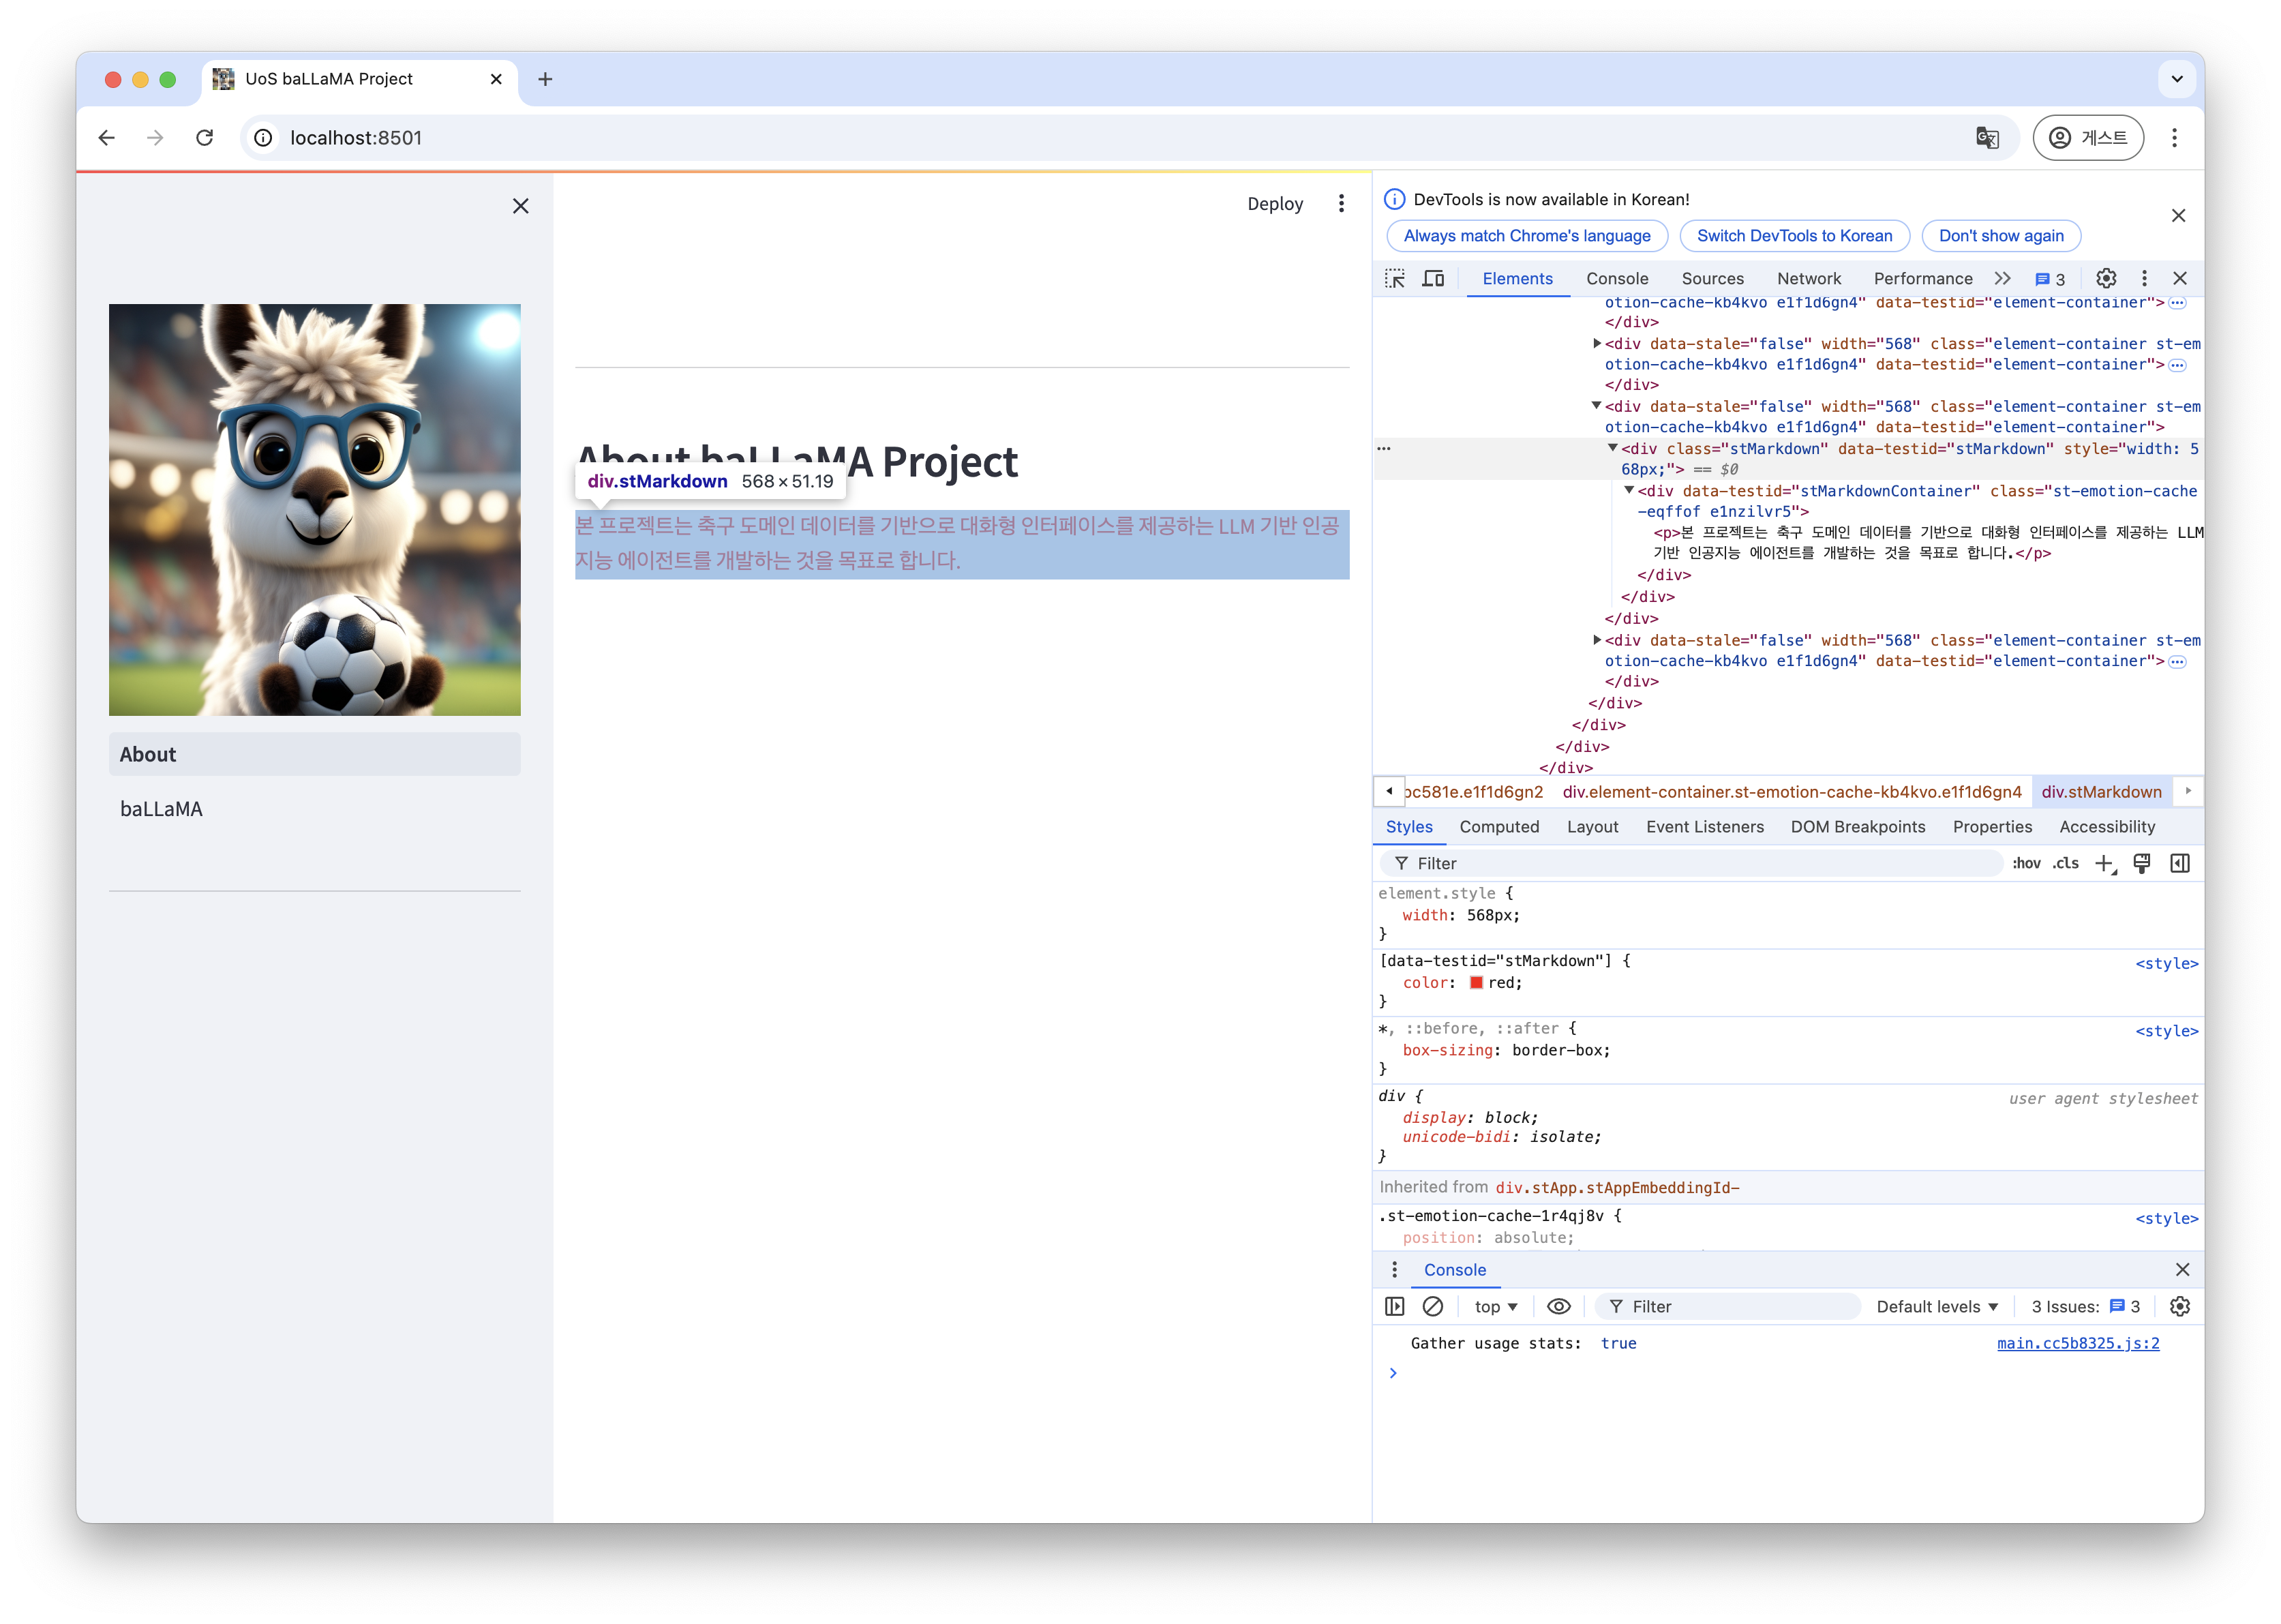 UoS baLLaMA Project
localhost:8501
게스트
Deploy
About baLLaMA Project
div.stMarkdown 568 × 51.19
본 프로젝트는 축구 도메인 데이터를 기반으로 대화형 인터페이스를 제공하는 LLM 기반 인공
지능 에이전트를 개발하는 것을 목표로 합니다.
About
baLLaMA
DevTools is now available in Korean!
Always match Chrome's language
Switch DevTools to Korean
Don't show again
Elements Console Sources Network Performance 3
otion-cache-kb4kvo e1f1d6gn4" data-testid="element-container">
</div>
<div data-stale="false" width="568" class="element-container st-em
otion-cache-kb4kvo e1f1d6gn4" data-testid="element-container">
</div>
<div data-stale="false" width="568" class="element-container st-em
otion-cache-kb4kvo e1f1d6gn4" data-testid="element-container">
<div class="stMarkdown" data-testid="stMarkdown" style="width: 5
68px;"> == $0
<div data-testid="stMarkdownContainer" class="st-emotion-cache
-eqffof e1nzilvr5">
<p>본 프로젝트는 축구 도메인 데이터를 기반으로 대화형 인터페이스를 제공하는 LLM
기반 인공지능 에이전트를 개발하는 것을 목표로 합니다.</p>
</div>
</div>
</div>
<div data-stale="false" width="568" class="element-container st-em
otion-cache-kb4kvo e1f1d6gn4" data-testid="element-container">
</div>
</div>
</div>
</div>
</div>
c581e.e1f1d6gn2 div.element-container.st-emotion-cache-kb4kvo.e1f1d6gn4 div.stMarkdown
Styles Computed Layout Event Listeners DOM Breakpoints Properties Accessibility
Filter :hov .cls
element.style {
width: 568px;
}
[data-testid="stMarkdown"] { <style>
color: red;
}
*, ::before, ::after { <style>
box-sizing: border-box;
}
div { user agent stylesheet
display: block;
unicode-bidi: isolate;
}
Inherited from div.stApp.stAppEmbeddingId-
.st-emotion-cache-1r4qj8v { <style>
position: absolute;
Console
top Filter Default levels 3 Issues: 3
Gather usage stats: true main.cc5b8325.js:2